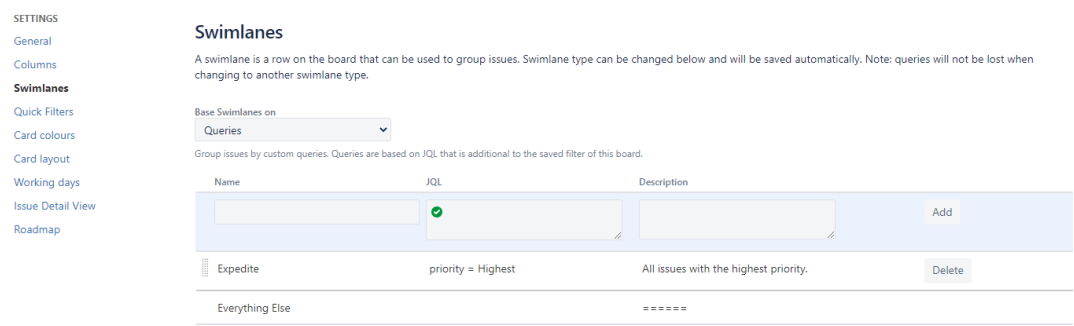 SETTINGS
General
Columns
Swimlanes
Quick Filters
Card colours
Card layout
Working days
Issue Detail View
Roadmap
Swimlanes
A swimlane is a row on the board that can be used to group issues. Swimlane type can be changed below and will be saved automatically. Note: queries will not be lost when
changing to another swimlane type.
Base Swimlanes on
Queries
Group issues by custom queries. Queries are based on JQL that is additional to the saved filter of this board.
Name JQL Description
Add
Expedite priority = Highest All issues with the highest priority. Delete
Everything Else ======